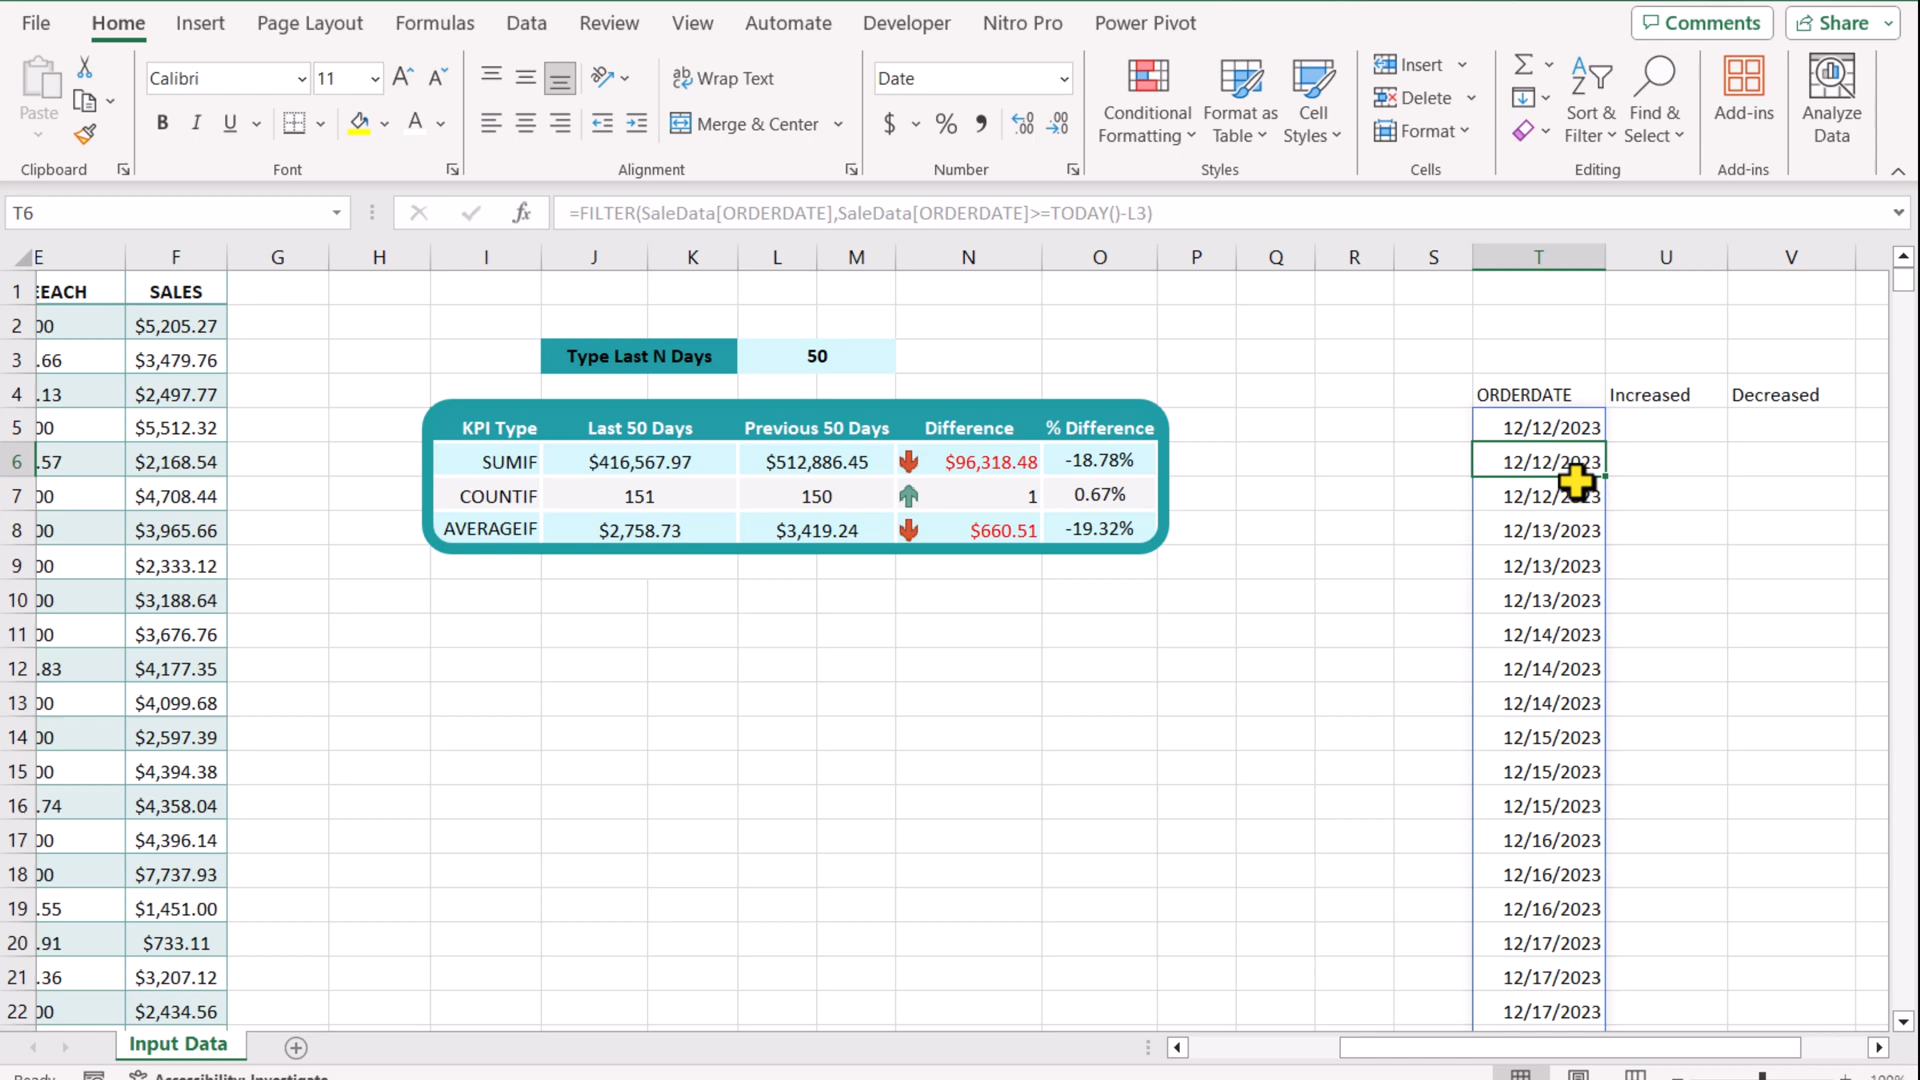 File Home Insert Page Layout Formulas Data Review View Automate Developer Nitro Pro Power Pivot Comments Share
Calibri 11 A A ab Wrap Text Date Insert
Paste B I U A Merge & Center $ % 9 Conditional Formatting Format as Table Cell Styles Delete Format Sort & Filter Find & Select Add-ins Analyze Data
Clipboard Font Alignment Number Styles Cells Editing Add-ins
T6 fx =FILTER(SaleData[ORDERDATE],SaleData[ORDERDATE]>=TODAY()-L3)
E F G H I J K L M N O P Q R S T U V
1 EACH SALES
2 00 $5,205.27
3 .66 $3,479.76 Type Last N Days 50
4 .13 $2,497.77 ORDERDATE Increased Decreased
5 00 $5,512.32 KPI Type Last 50 Days Previous 50 Days Difference % Difference 12/12/2023
6 .57 $2,168.54 SUMIF $416,567.97 $512,886.45 $96,318.48 -18.78% 12/12/2023
7 00 $4,708.44 COUNTIF 151 150 1 0.67% 12/12/2023
8 00 $3,965.66 AVERAGEIF $2,758.73 $3,419.24 $660.51 -19.32% 12/13/2023
9 00 $2,333.12 12/13/2023
10 00 $3,188.64 12/13/2023
11 00 $3,676.76 12/14/2023
12 .83 $4,177.35 12/14/2023
13 00 $4,099.68 12/14/2023
14 00 $2,597.39 12/15/2023
15 00 $4,394.38 12/15/2023
16 .74 $4,358.04 12/15/2023
17 00 $4,396.14 12/16/2023
18 00 $7,737.93 12/16/2023
19 .55 $1,451.00 12/16/2023
20 .91 $733.11 12/17/2023
21 .36 $3,207.12 12/17/2023
22 00 $2,434.56 12/17/2023
Input Data
Ready Accessibility: Investigate 100%